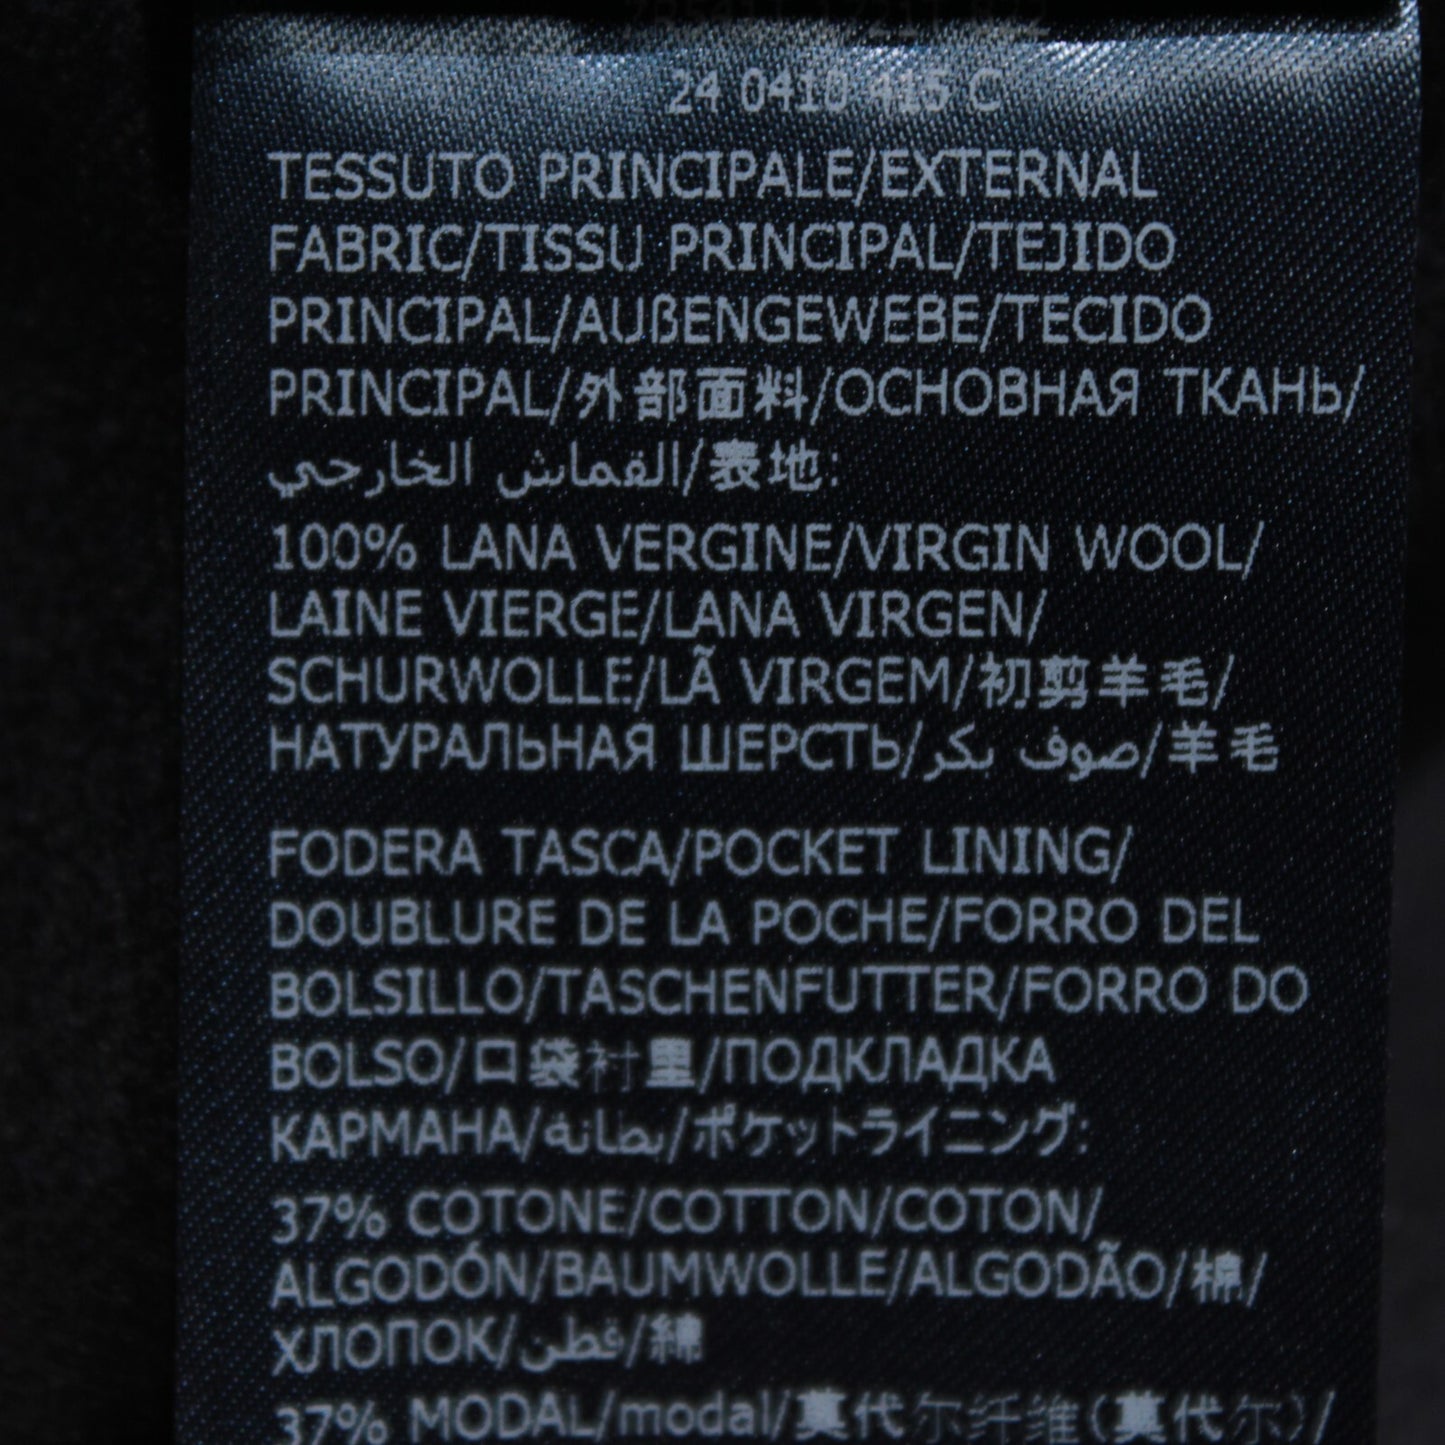 24 0410 415 C
TESSUTO PRINCIPALE/EXTERNAL
FABRIC/TISSU PRINCIPAL/TEJIDO
PRINCIPAL/AUßENGEWEBE/TECIDO
PRINCIPAL/外部面料/ОСНОВНАЯ ТКАНЬ/
القماش الخارجي/表地:
100% LANA VERGINE/VIRGIN WOOL/
LAINE VIERGE/LANA VIRGEN/
SCHURWOLLE/LÃ VIRGEM/初剪羊毛/
НАТУРАЛЬНАЯ ШЕРСТЬ/صوف بكر/羊毛
FODERA TASCA/POCKET LINING/
DOUBLURE DE LA POCHE/FORRO DEL
BOLSILLO/TASCHENFUTTER/FORRO DO
BOLSO/口袋衬里/ПОДКЛАДКА
КАРМАНА/بطانة/ポケットライニング:
37% COTONE/COTTON/COTON/
ALGODÓN/BAUMWOLLE/ALGODÃO/棉/
ХЛОПОК/قطن/綿
37% MODAL/modal/莫代尔纤维(莫代尔)/